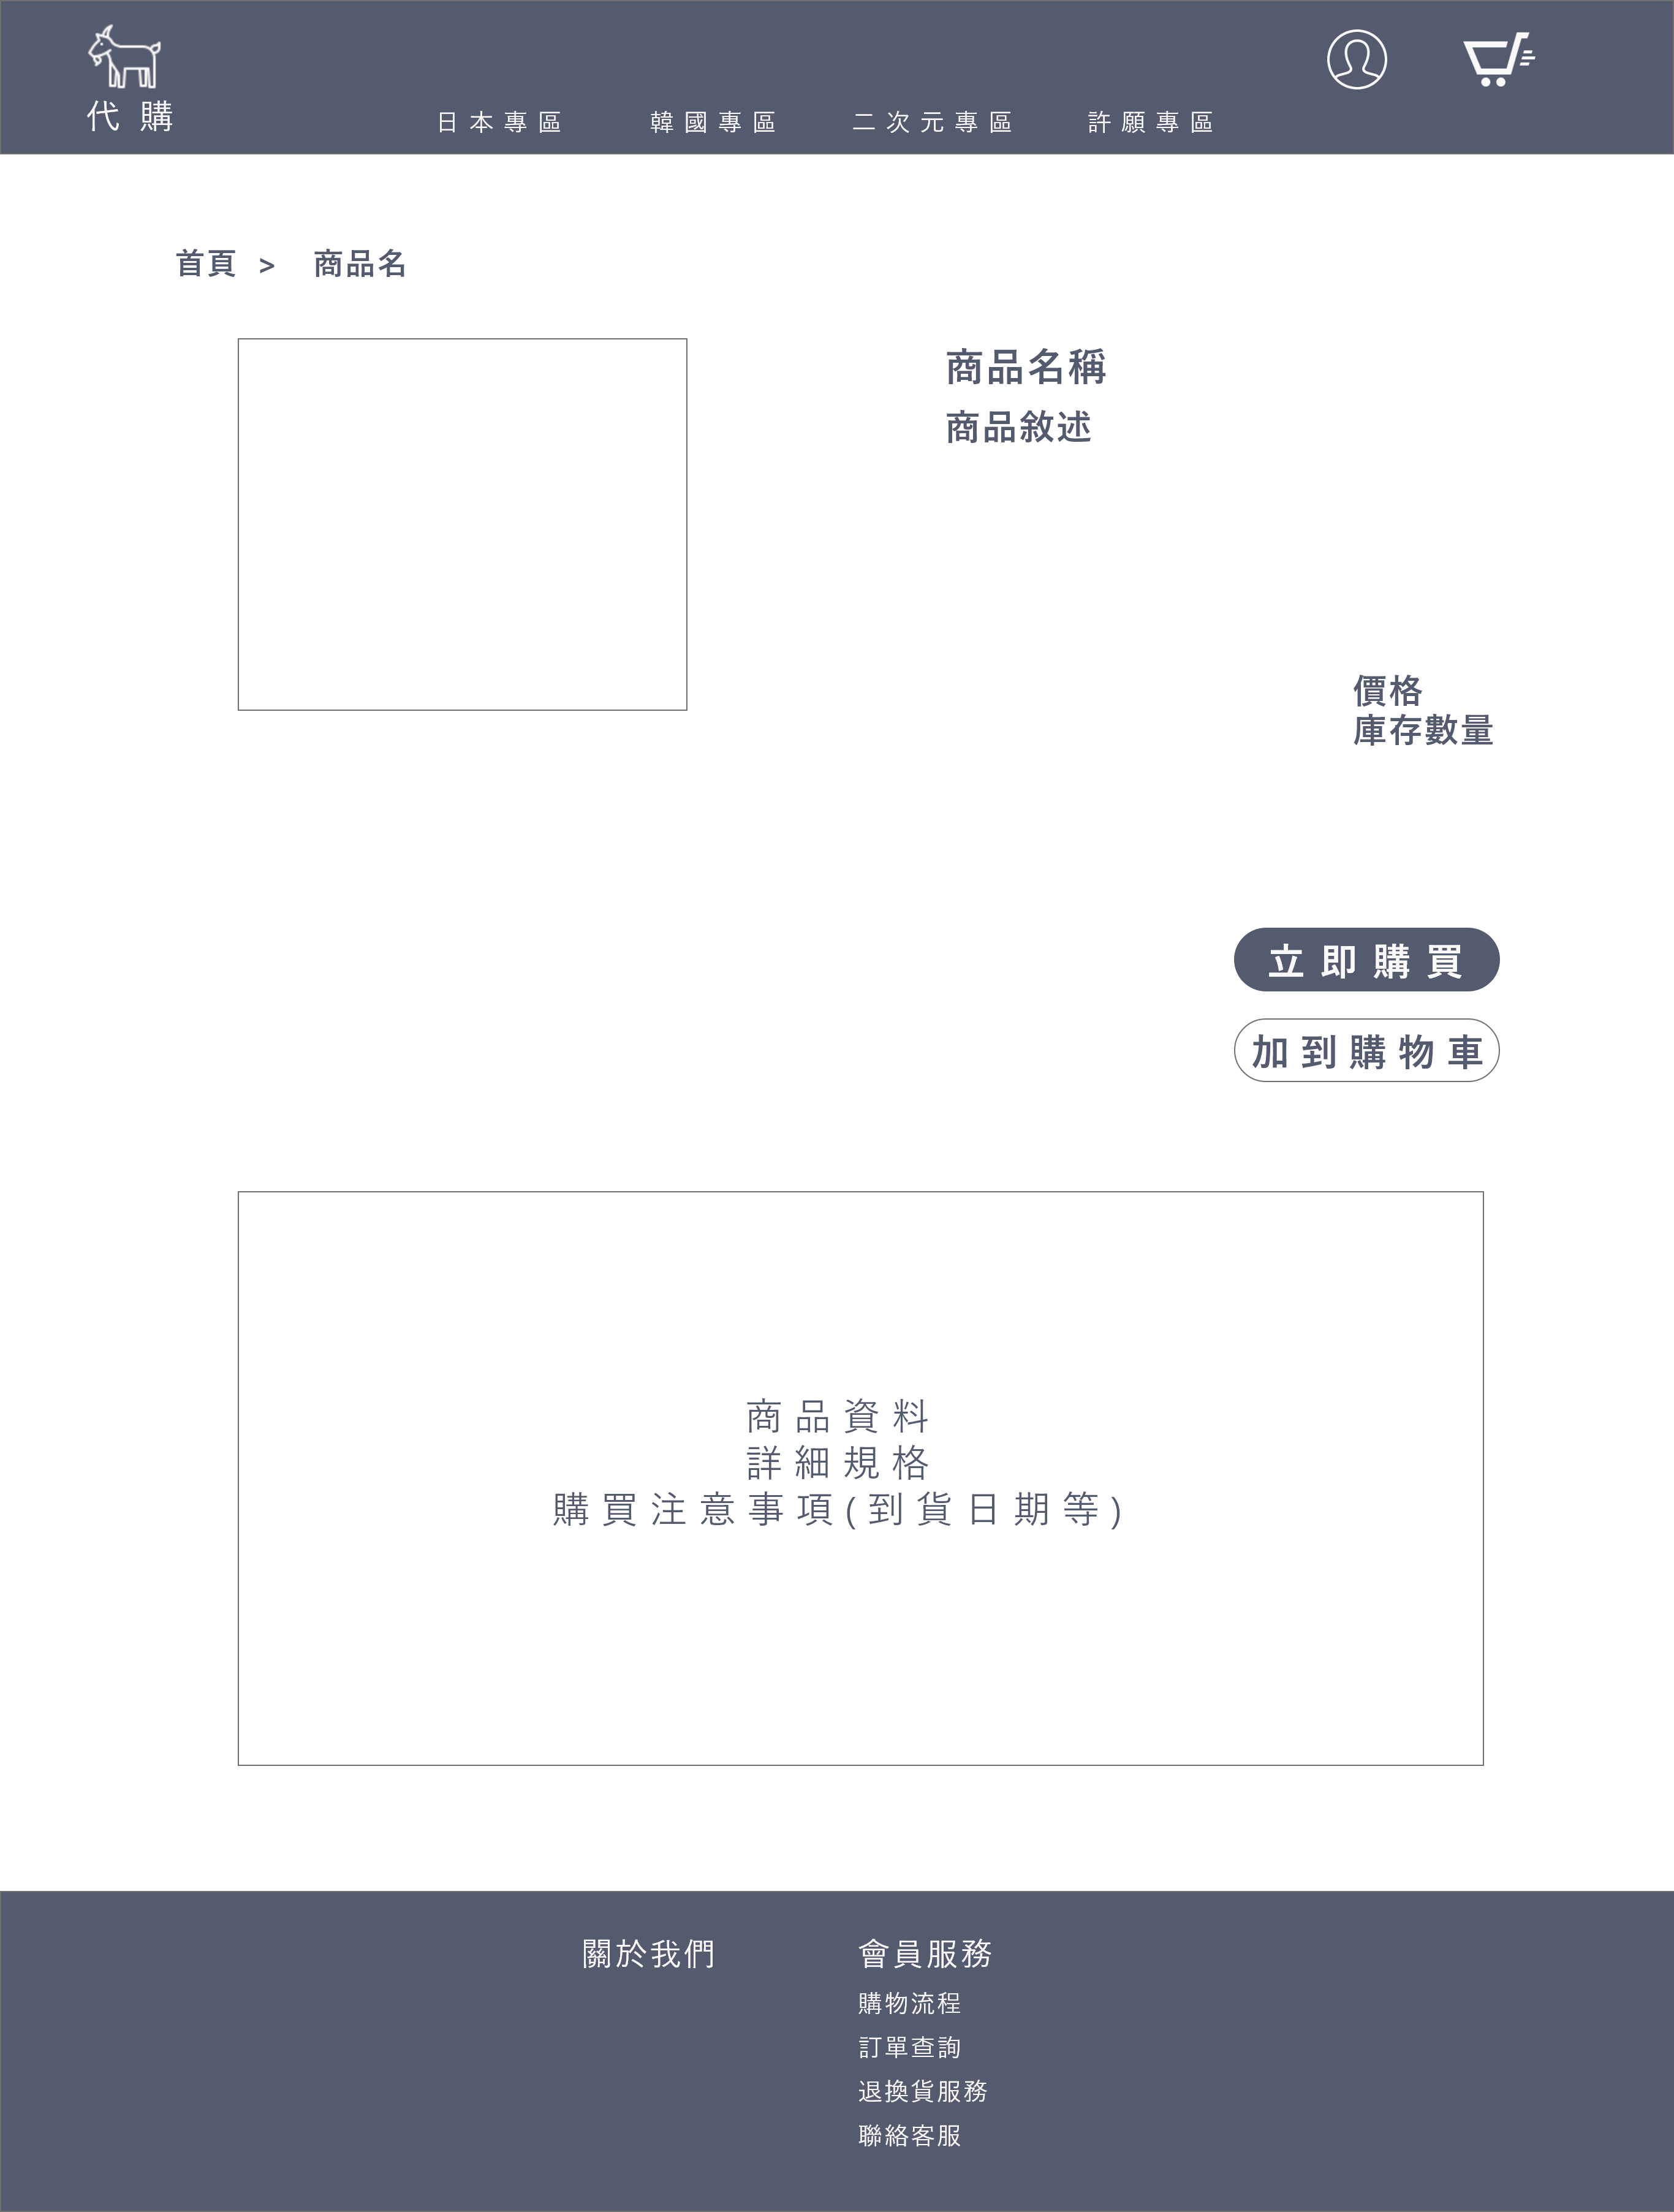 代購
日本專區 韓國專區 二次元專區 許願專區
首頁 > 商品名
商品名稱
商品敘述
價格
庫存數量
立即購買
加到購物車
商品資料
詳細規格
購買注意事項(到貨日期等)
關於我們
會員服務
購物流程
訂單查詢
退換貨服務
聯絡客服